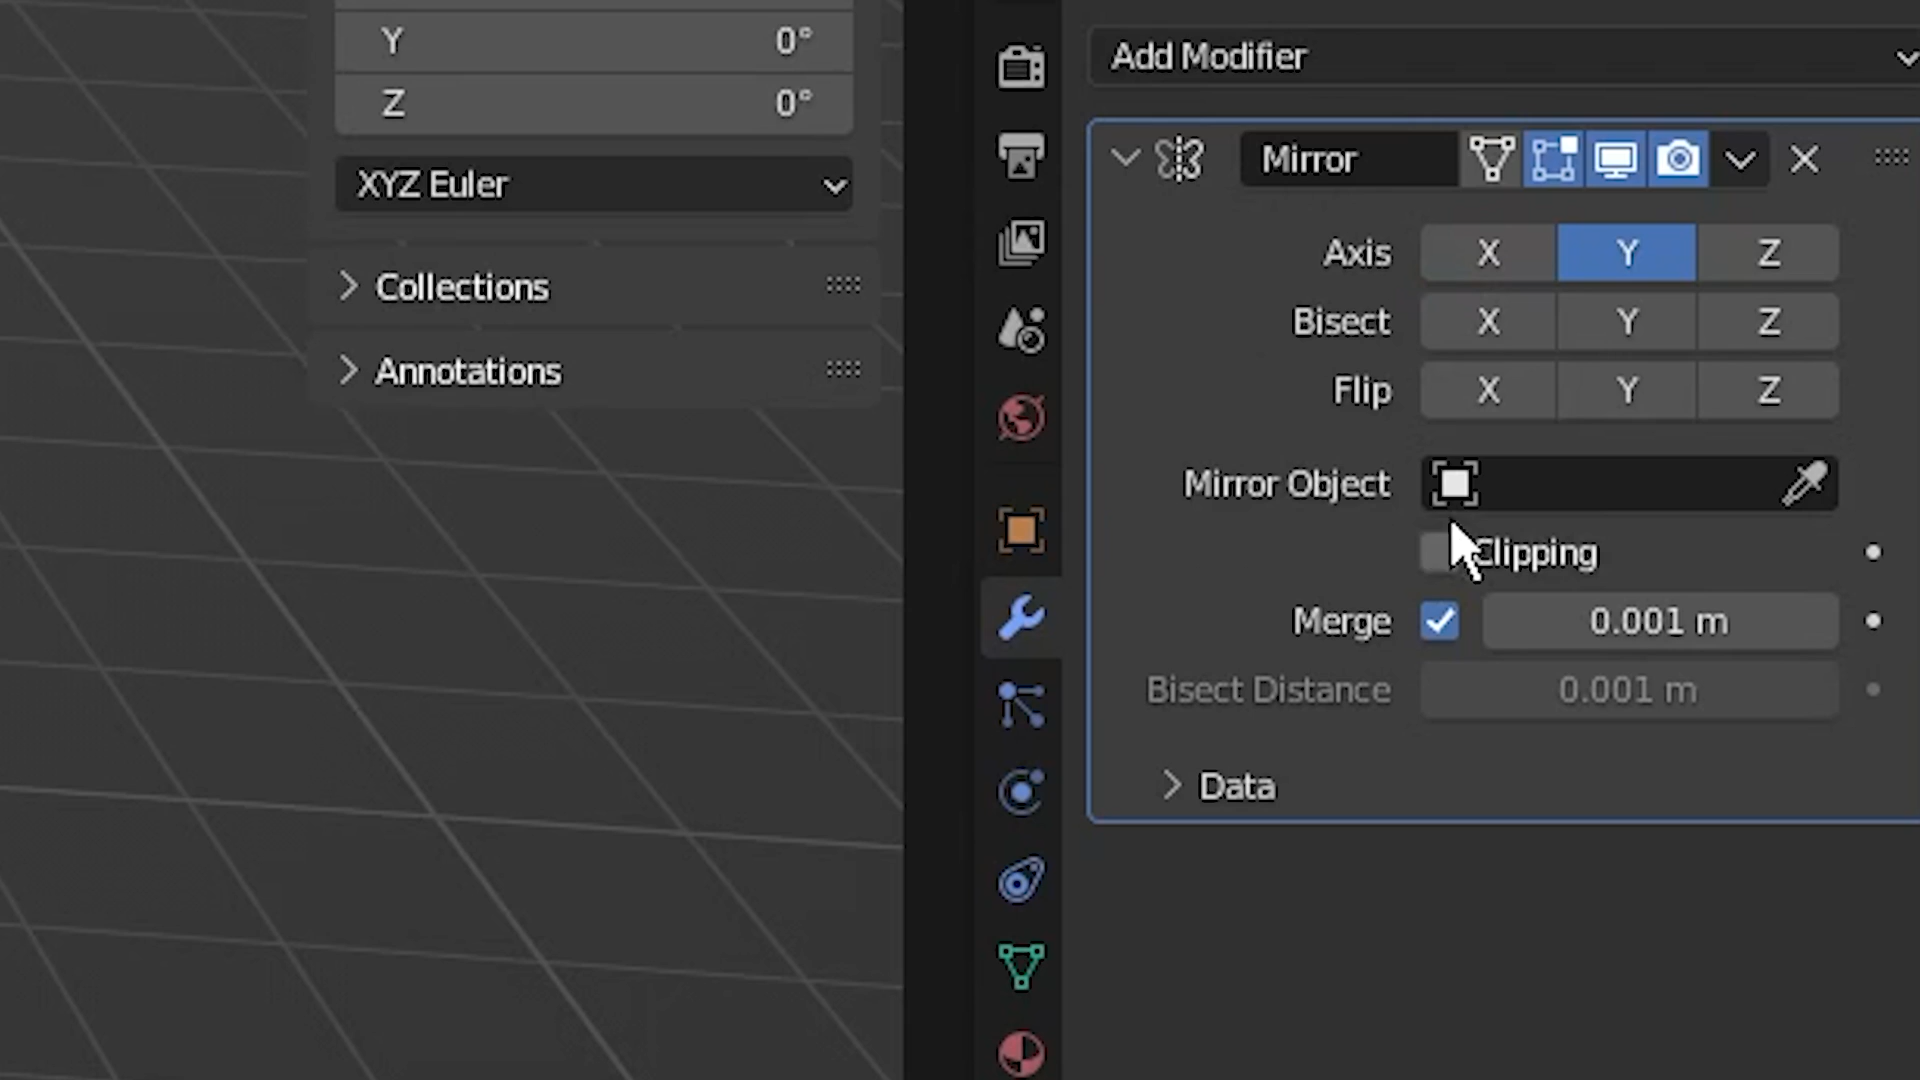 Y 0°
Z 0°
XYZ Euler
Collections
Annotations
Add Modifier
Mirror
Axis X Y Z
Bisect X Y Z
Flip X Y Z
Mirror Object
Clipping
Merge 0.001 m
Bisect Distance 0.001 m
Data